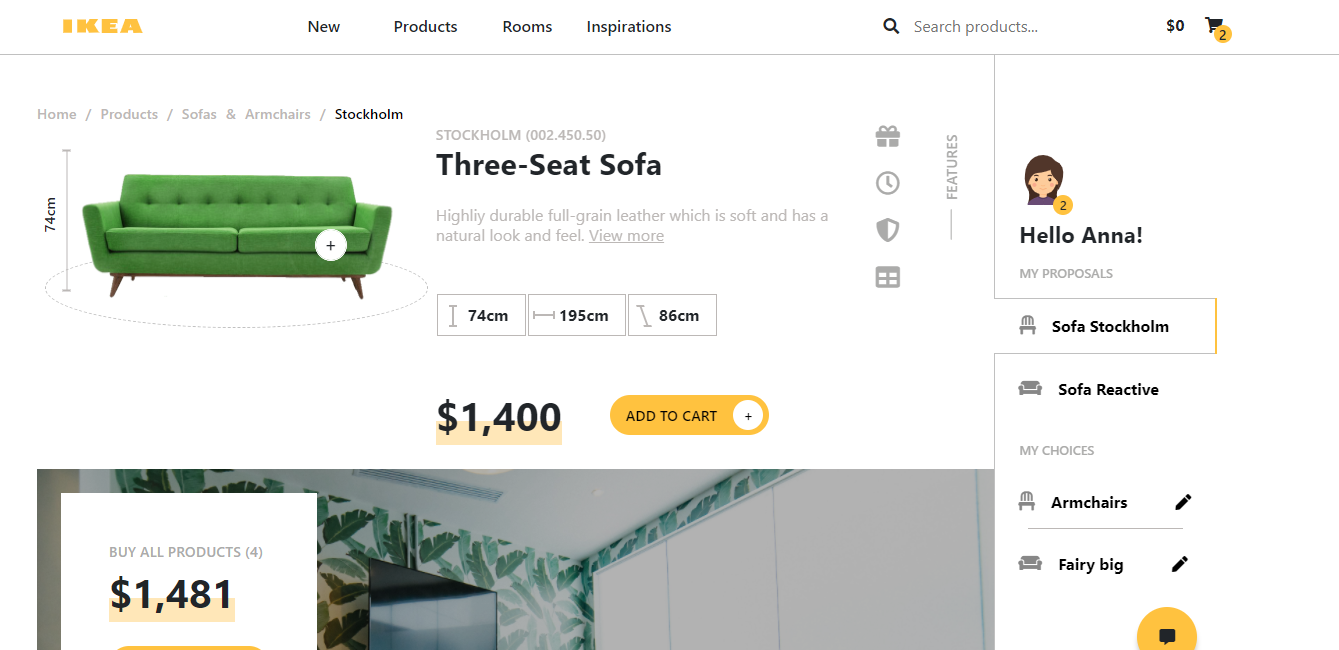 IKEA
New
Products
Rooms
Inspirations
Search products...
$0
2
Home / Products / Sofas & Armchairs / Stockholm
74cm
+
STOCKHOLM (002.450.50)
Three-Seat Sofa
Highliy durable full-grain leather which is soft and has a
natural look and feel. View more
74cm
195cm
86cm
$1,400
ADD TO CART
+
FEATURES
2
Hello Anna!
MY PROPOSALS
Sofa Stockholm
Sofa Reactive
MY CHOICES
Armchairs
Fairy big
BUY ALL PRODUCTS (4)
$1,481